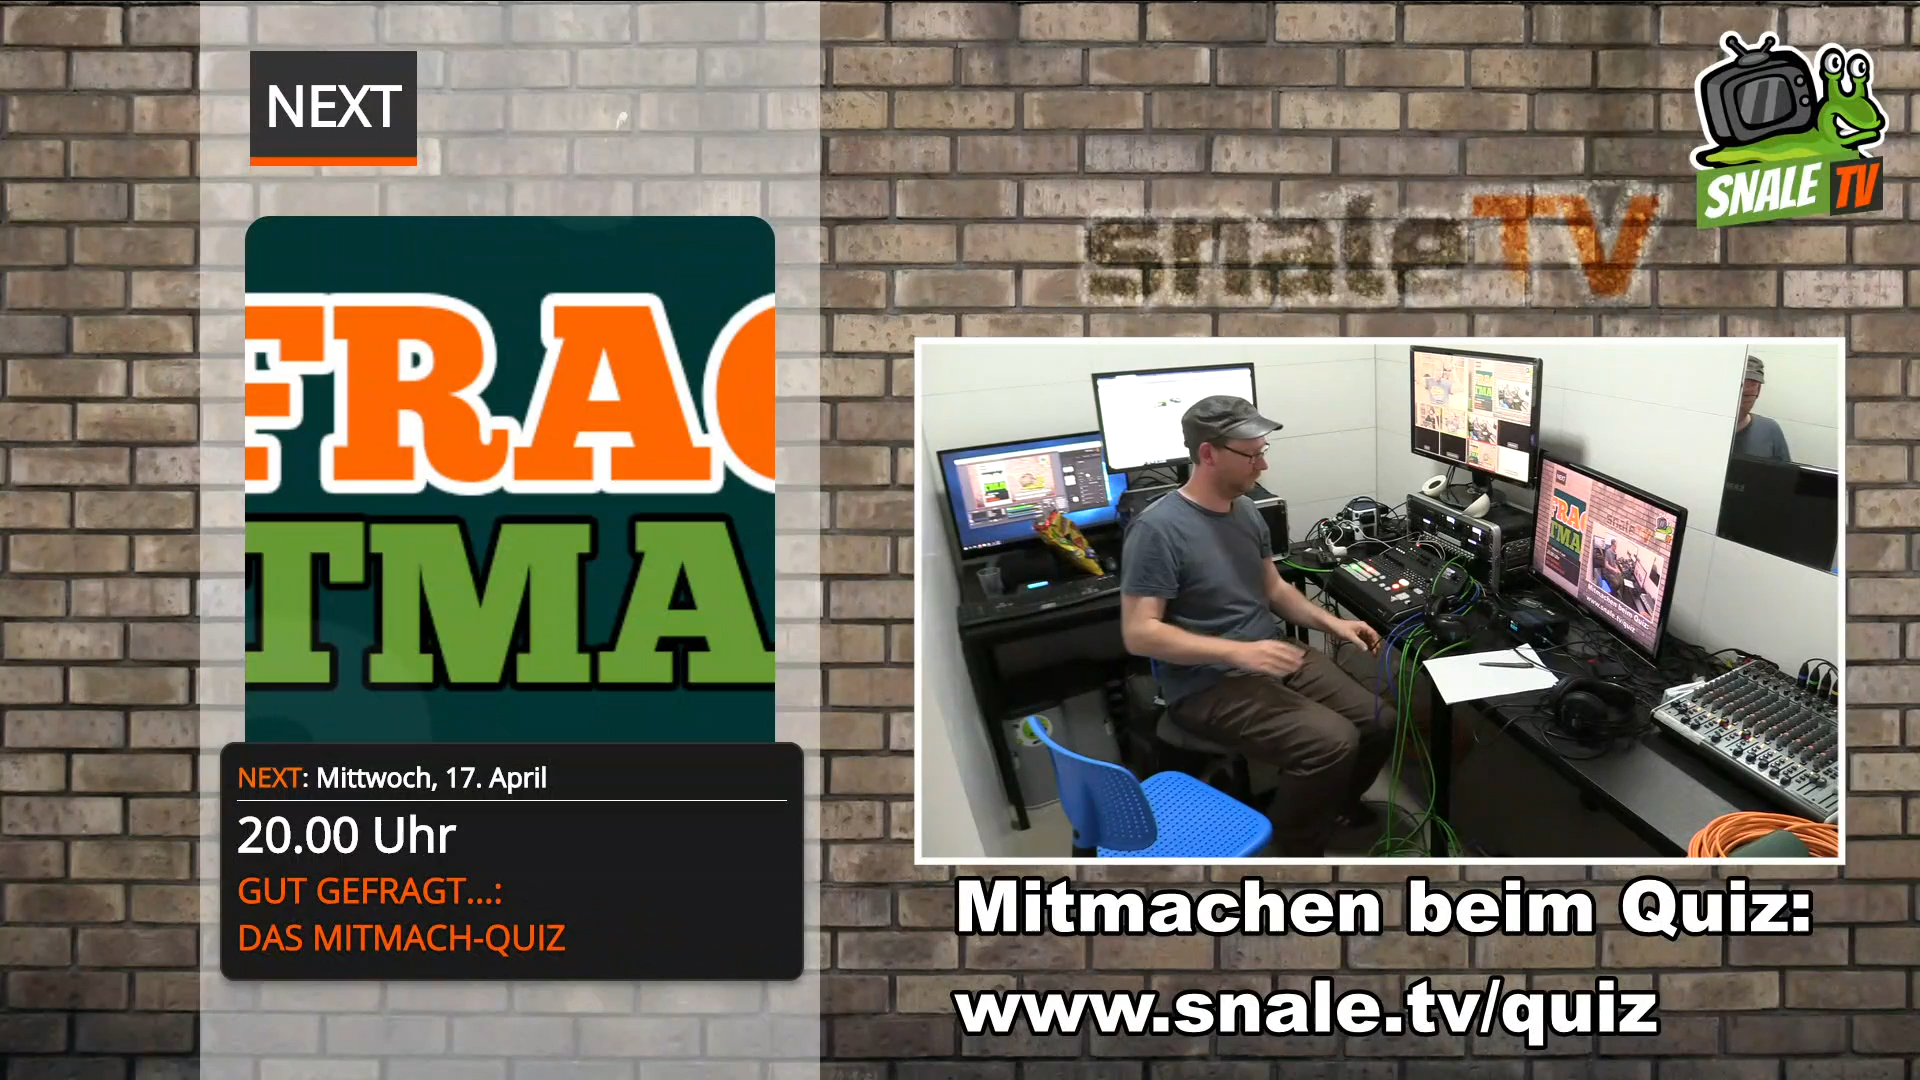 NEXT
FRAG
TMA
NEXT: Mittwoch, 17. April
20.00 Uhr
GUT GEFRAGT...:
DAS MITMACH-QUIZ
SNALE TV
snaleTV
Mitmachen beim Quiz:
www.snale.tv/quiz